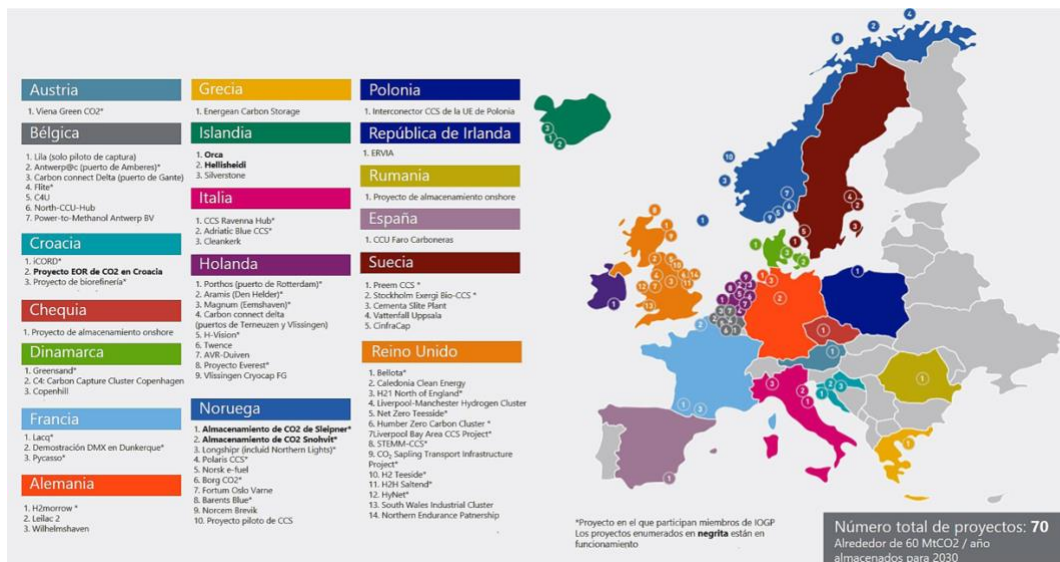 Austria
1. Viena Green CO2*
Bélgica
1. Lila (solo piloto de captura)
2. Antwerp@c (puerto de Amberes)*
3. Carbon connect Delta (puerto de Gante)
4. Flite*
5. C4U
6. North-CCU-Hub
7. Power-to-Methanol Antwerp BV
Croacia
1. iCORD*
2. Proyecto EOR de CO2 en Croacia
3. Proyecto de biorefinería*
Chequia
1. Proyecto de almacenamiento onshore
Dinamarca
1. Greensand*
2. C4: Carbon Capture Cluster Copenhagen
3. Copenhill
Francia
1. Lacq*
2. Demostración DMX en Dunkerque*
3. Pycasso*
Alemania
1. H2morrow *
2. Leilac 2
3. Wilhelmshaven
Grecia
1. Energean Carbon Storage
Islandia
1. Orca
2. Hellisheidi
3. Silverstone
Italia
1. CCS Ravenna Hub*
2. Adriatic Blue CCS*
3. Cleankerk
Holanda
1. Porthos (puerto de Rotterdam)*
2. Aramis (Den Helder)*
3. Magnum (Eemshaven)*
4. Carbon connect delta
(puertos de Terneuzen y Vlissingen)
5. H-Vision*
6. Twence
7. AVR-Duiven
8. Proyecto Everest*
9. Vlissingen Cryocap FG
Noruega
1. Almacenamiento de CO2 de Sleipner*
2. Almacenamiento de CO2 Snohvit*
3. Longshipr (incluid Northern Lights)*
4. Polaris CCS*
5. Norsk e-fuel
6. Borg CO2*
7. Fortum Oslo Varne
8. Barents Blue*
9. Norcem Brevik
10. Proyecto piloto de CCS
Polonia
1. Interconector CCS de la UE de Polonia
República de Irlanda
1. ERVIA
Rumania
1. Proyecto de almacenamiento onshore
España
1. CCU Faro Carboneras
Suecia
1. Preem CCS *
2. Stockholm Exergi Bio-CCS *
3. Cementa Slite Plant
4. Vattenfall Uppsala
5. CinfraCap
Reino Unido
1. Bellota*
2. Caledonia Clean Energy
3. H21 North of England*
4. Liverpool-Manchester Hydrogen Cluster
5. Net Zero Teesside*
6. Humber Zero Carbon Cluster *
7Liverpool Bay Area CCS Project*
8. STEMM-CCS*
9. CO₂ Sapling Transport Infrastructure
Project*
10. H2 Teeside*
11. H2H Saltend*
12. HyNet*
13. South Wales Industrial Cluster
14. Northern Endurance Patnership
*Proyecto en el que participan miembros de IOGP
Los proyectos enumerados en negrita están en
funcionamiento
Número total de proyectos: 70
Alrededor de 60 MtCO2 / año
almacenados para 2030